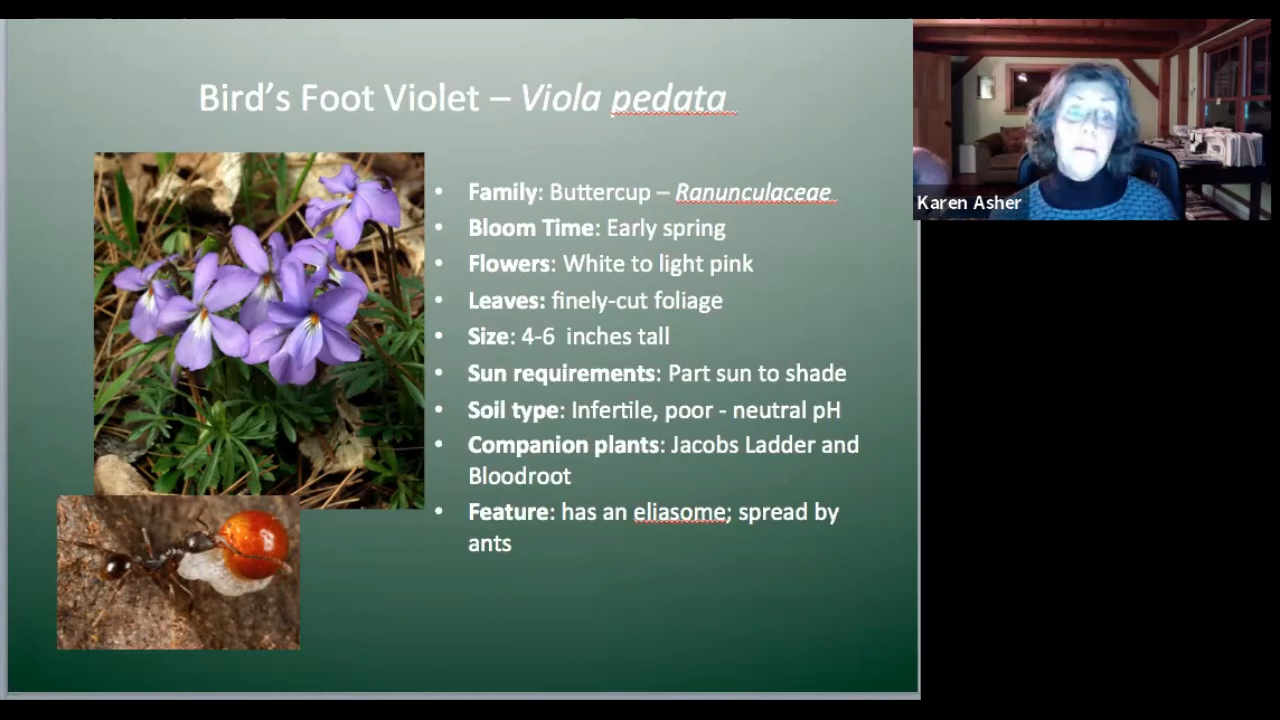 Bird's Foot Violet – Viola pedata
• Family: Buttercup – Ranunculaceae
• Bloom Time: Early spring
• Flowers: White to light pink
• Leaves: finely-cut foliage
• Size: 4-6 inches tall
• Sun requirements: Part sun to shade
• Soil type: Infertile, poor - neutral pH
• Companion plants: Jacobs Ladder and
Bloodroot
• Feature: has an eliasome; spread by
ants
Karen Asher